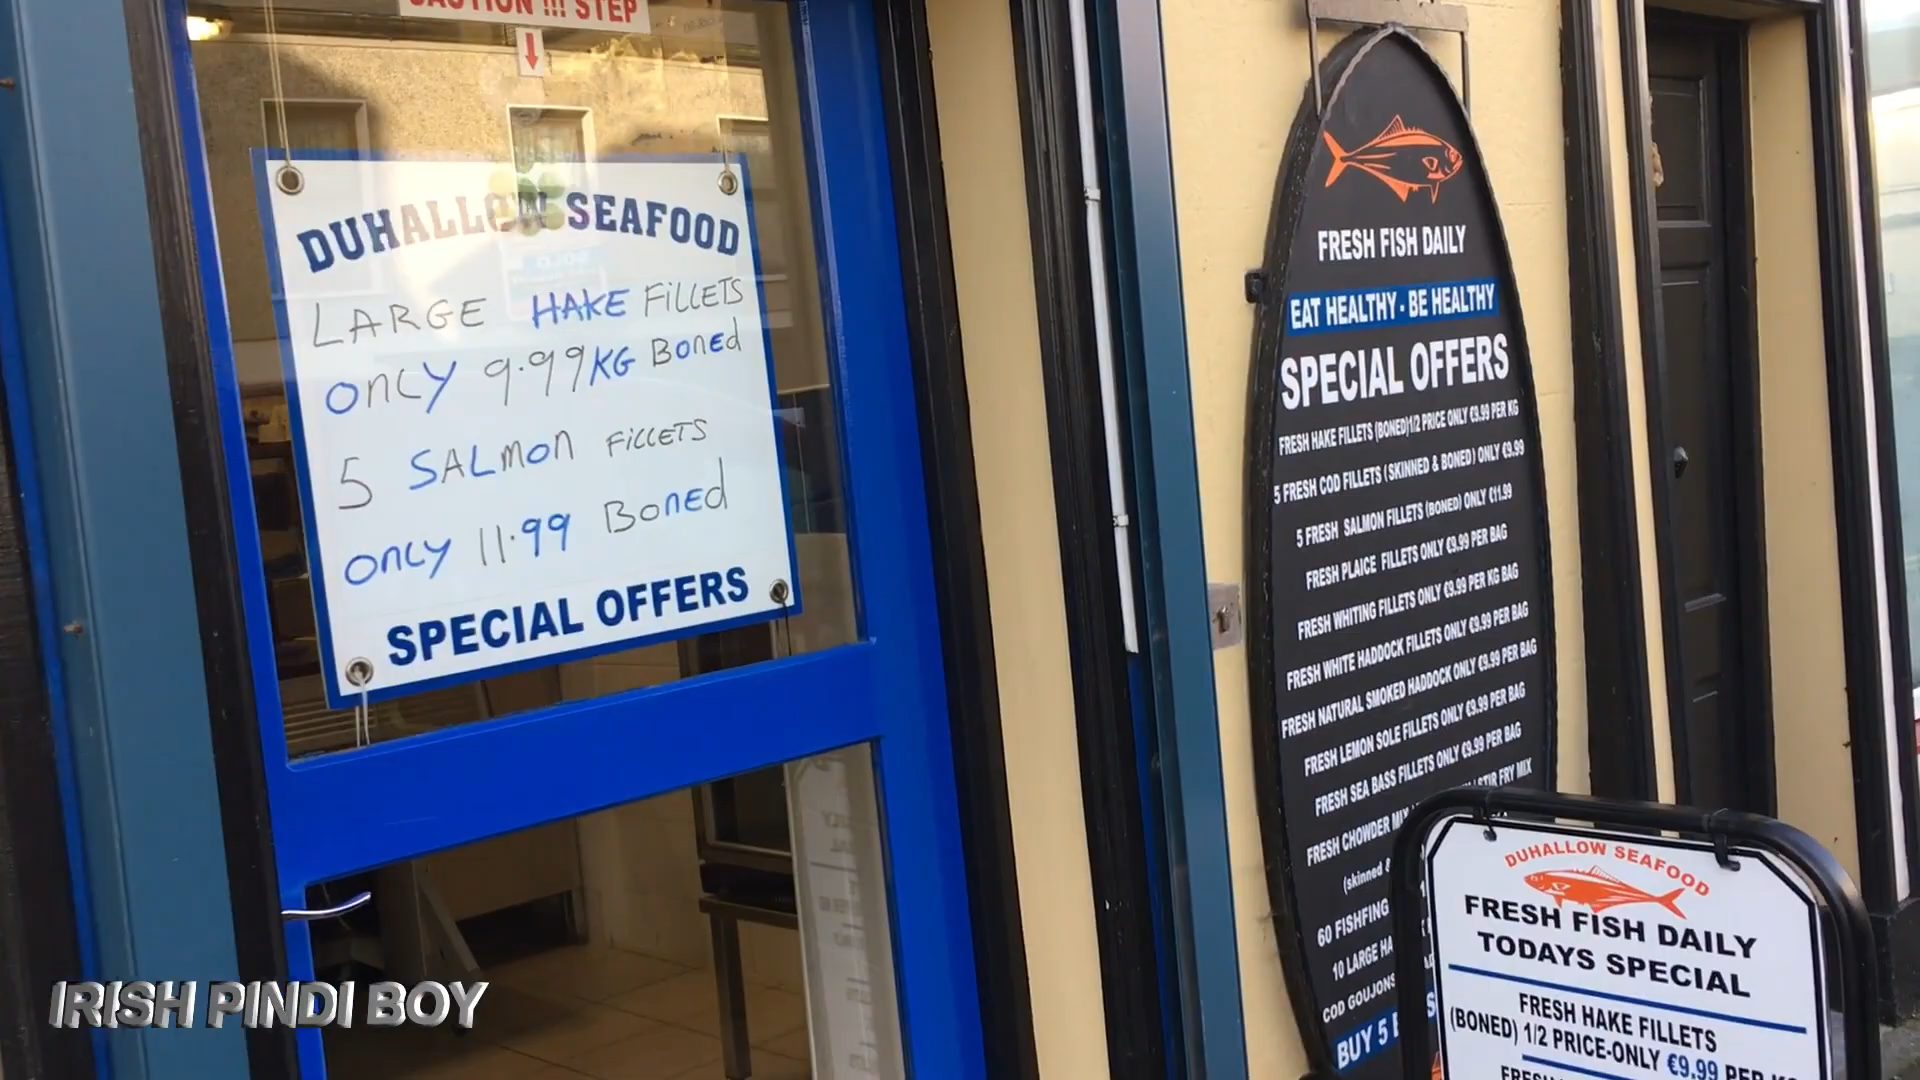 CAUTION !!! STEP
DUHALLOW SEAFOOD
LARGE HAKE FiLLETS
ONLY 9.99KG BONEd
5 SALMON FiLLETS
ONLY 11.99 BONEd
SPECIAL OFFERS
FRESH FISH DAILY
EAT HEALTHY - BE HEALTHY
SPECIAL OFFERS
FRESH HAKE FILLETS (BONED)1/2 PRICE ONLY €9.99 PER KG
5 FRESH COD FILLETS (SKINNED & BONED) ONLY €9.99
5 FRESH SALMON FILLETS (BONED) ONLY €11.99
FRESH PLAICE FILLETS ONLY €9.99 PER BAG
FRESH WHITING FILLETS ONLY €9.99 PER KG BAG
FRESH WHITE HADDOCK FILLETS ONLY €9.99 PER BAG
FRESH NATURAL SMOKED HADDOCK ONLY €9.99 PER BAG
FRESH LEMON SOLE FILLETS ONLY €9.99 PER BAG
FRESH SEA BASS FILLETS ONLY €9.99 PER BAG
FRESH CHOWDER MIX STIR FRY MIX
(skinned &
60 FISHFING
10 LARGE HA
COD GOUJONS
BUY 5
DUHALLOW SEAFOOD
FRESH FISH DAILY
TODAYS SPECIAL
FRESH HAKE FILLETS
(BONED) 1/2 PRICE-ONLY €9.99 PER KG
IRISH PINDI BOY